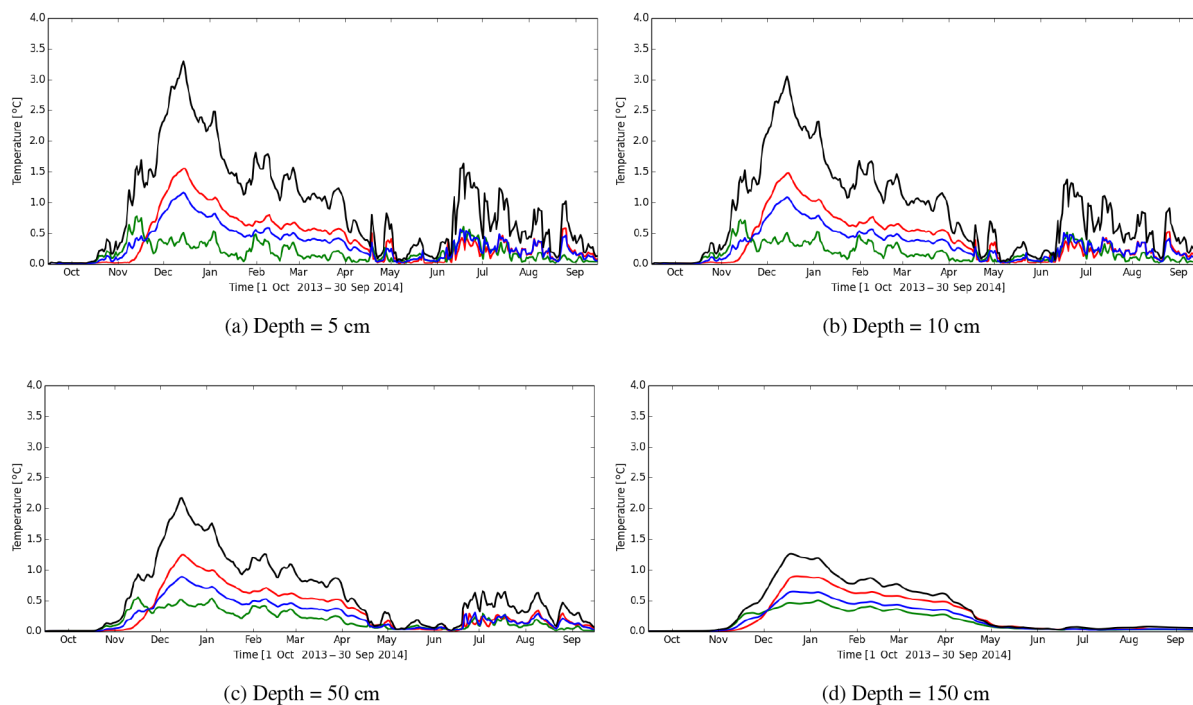 4.0
3.5
3.0
2.5
2.0
1.5
1.0
0.5
0.0
Temperature [°C]
Oct Nov Dec Jan Feb Mar Apr May Jun Jul Aug Sep
Time [1 Oct 2013 – 30 Sep 2014]
(a) Depth = 5 cm
4.0
3.5
3.0
2.5
2.0
1.5
1.0
0.5
0.0
Temperature [°C]
Oct Nov Dec Jan Feb Mar Apr May Jun Jul Aug Sep
Time [1 Oct 2013 – 30 Sep 2014]
(b) Depth = 10 cm
4.0
3.5
3.0
2.5
2.0
1.5
1.0
0.5
0.0
Temperature [°C]
Oct Nov Dec Jan Feb Mar Apr May Jun Jul Aug Sep
Time [1 Oct 2013 – 30 Sep 2014]
(c) Depth = 50 cm
4.0
3.5
3.0
2.5
2.0
1.5
1.0
0.5
0.0
Temperature [°C]
Oct Nov Dec Jan Feb Mar Apr May Jun Jul Aug Sep
Time [1 Oct 2013 – 30 Sep 2014]
(d) Depth = 150 cm